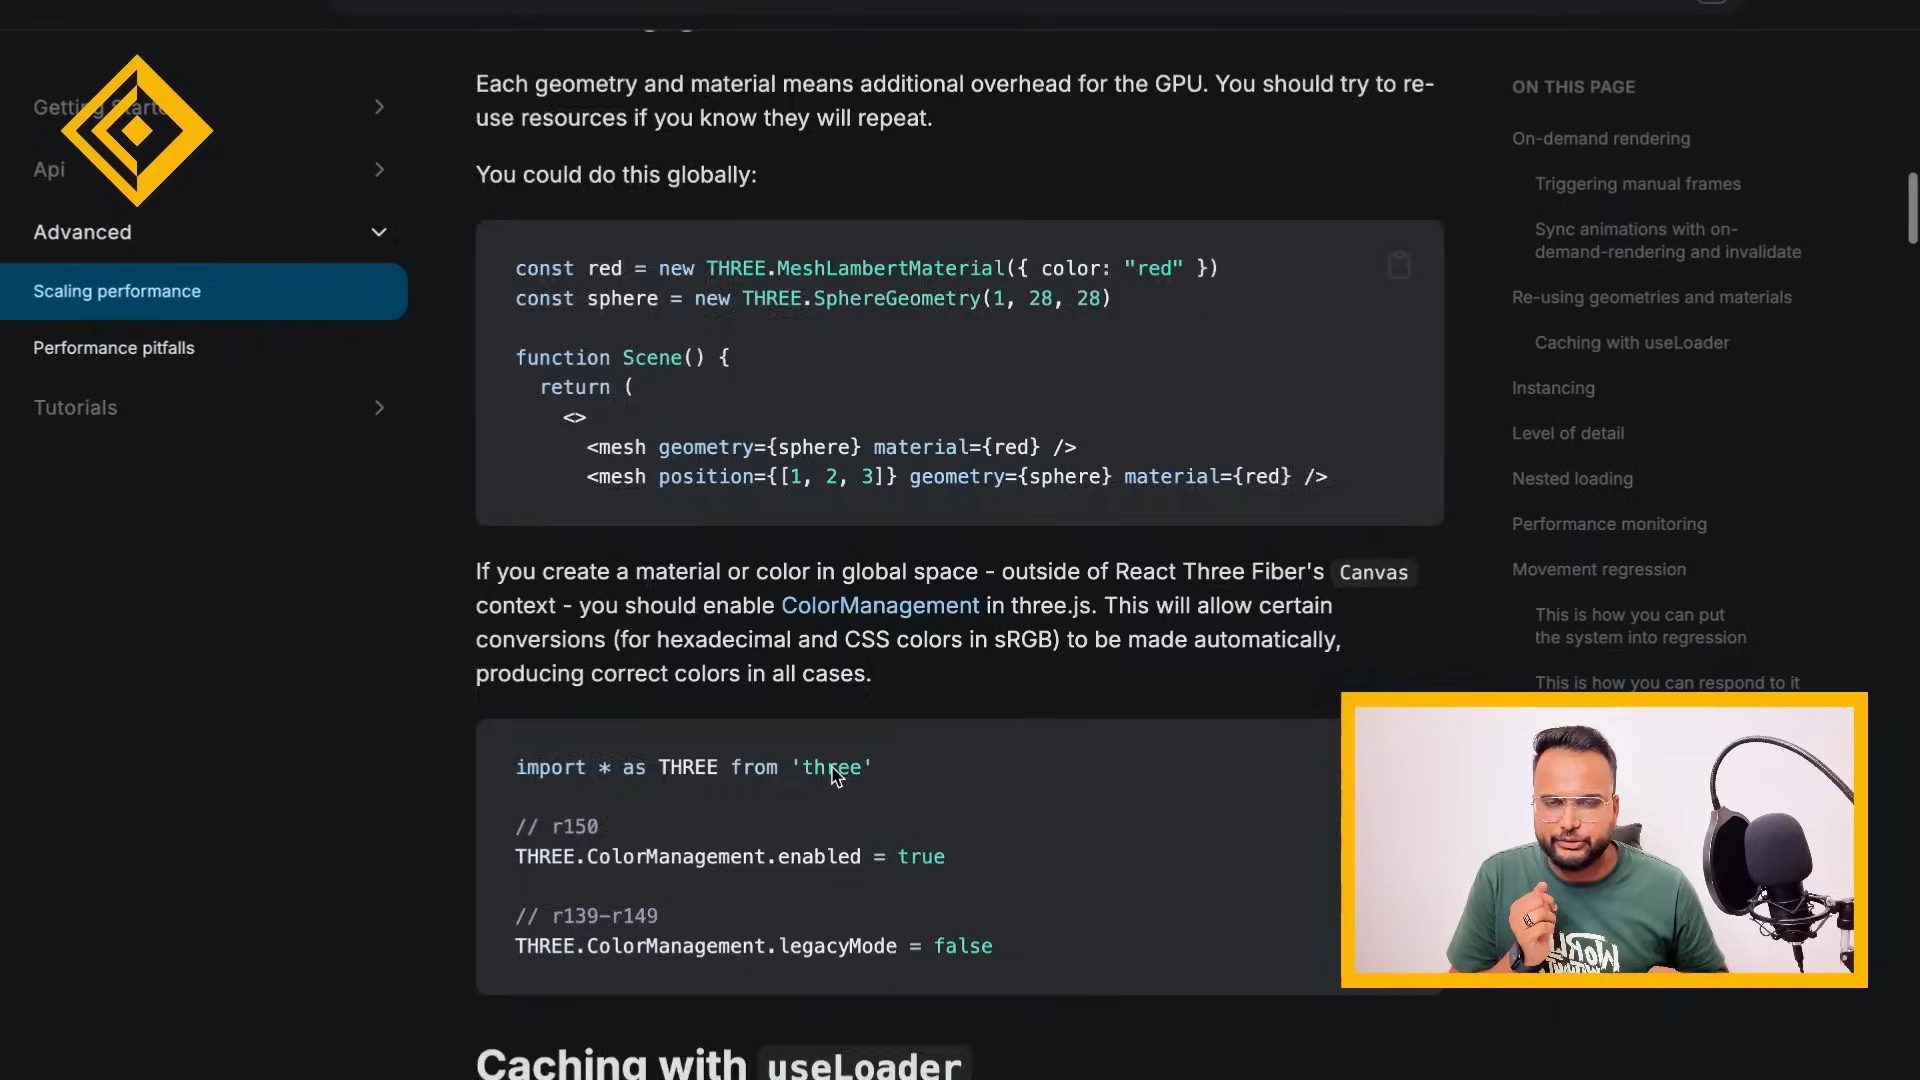 Getting Starte
Api
Advanced
Scaling performance
Performance pitfalls
Tutorials
Each geometry and material means additional overhead for the GPU. You should try to re-
use resources if you know they will repeat.
You could do this globally:
const red = new THREE.MeshLambertMaterial({ color: "red" })
const sphere = new THREE.SphereGeometry(1, 28, 28)
function Scene() {
return (
<>
<mesh geometry={sphere} material={red} />
<mesh position={[1, 2, 3]} geometry={sphere} material={red} />
If you create a material or color in global space - outside of React Three Fiber's Canvas
context - you should enable ColorManagement in three.js. This will allow certain
conversions (for hexadecimal and CSS colors in sRGB) to be made automatically,
producing correct colors in all cases.
import * as THREE from 'three'
// r150
THREE.ColorManagement.enabled = true
// r139-r149
THREE.ColorManagement.legacyMode = false
Caching with useLoader
ON THIS PAGE
On-demand rendering
Triggering manual frames
Sync animations with on-
demand-rendering and invalidate
Re-using geometries and materials
Caching with useLoader
Instancing
Level of detail
Nested loading
Performance monitoring
Movement regression
This is how you can put
the system into regression
This is how you can respond to it